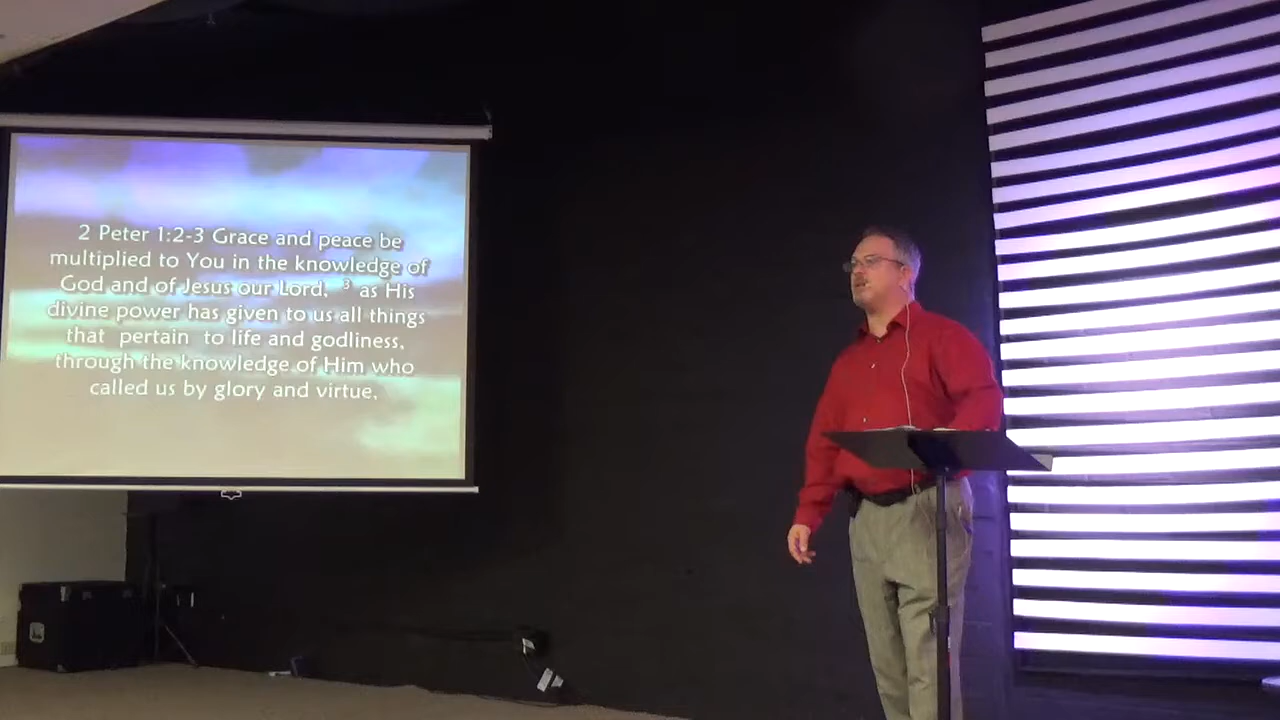 2 Peter 1:2-3 Grace and peace be
multiplied to You in the knowledge of
God and of Jesus our Lord, ³ as His
divine power has given to us all things
that pertain to life and godliness,
through the knowledge of Him who
called us by glory and virtue,